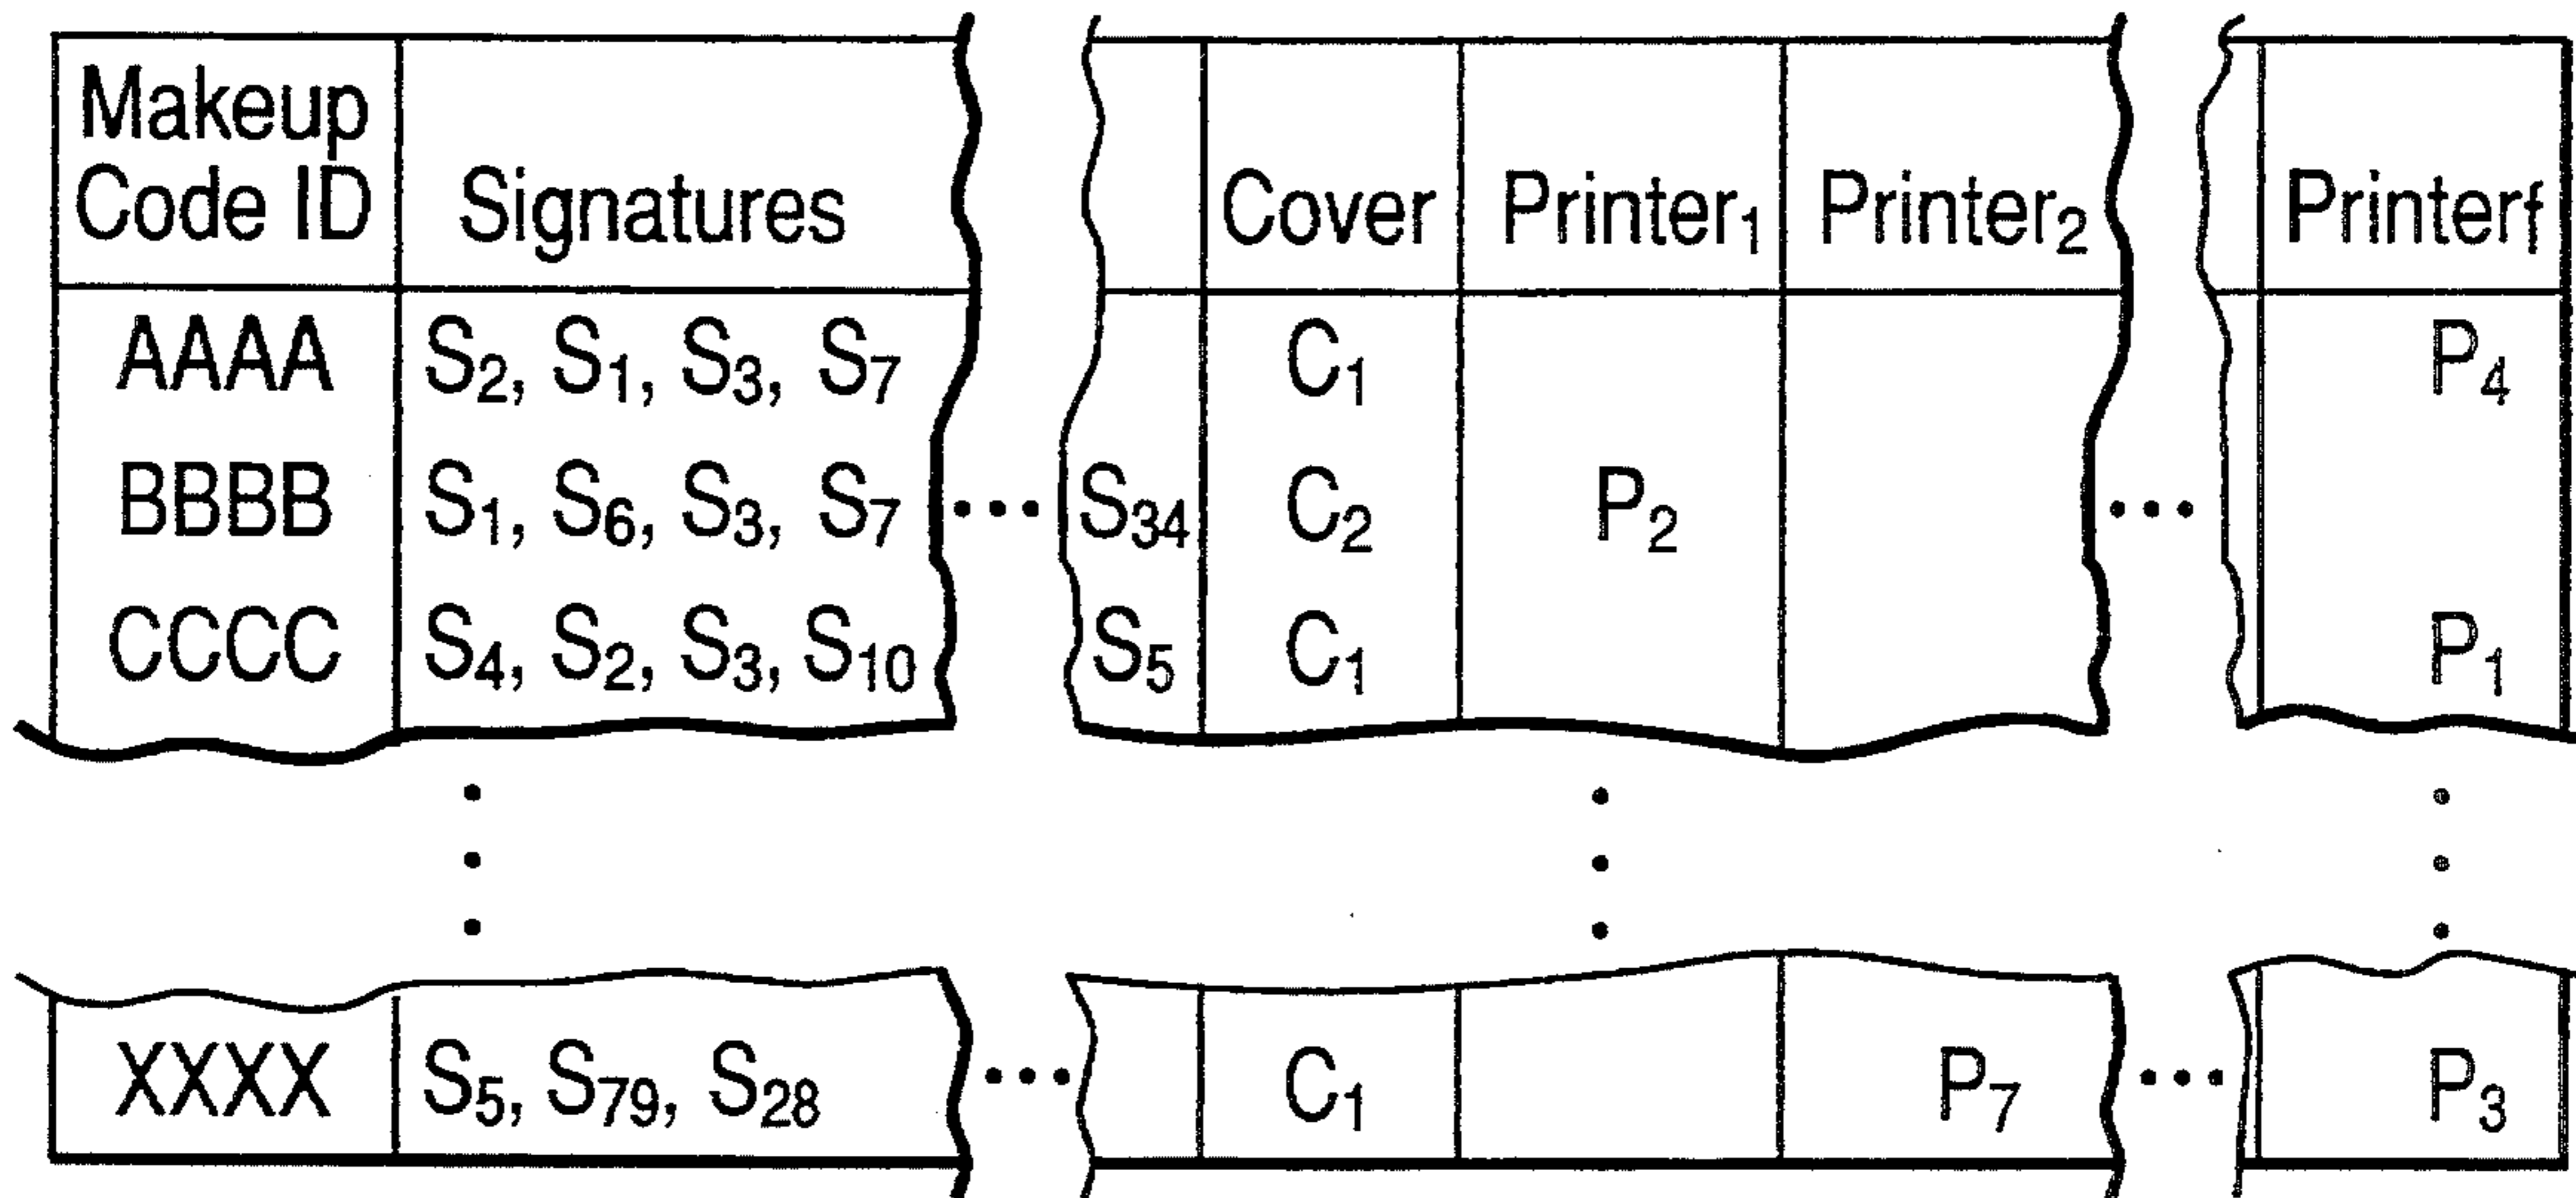 Makeup Code ID Signatures Cover Printer₁ Printer₂ Printerf
AAAA S₂, S₁, S₃, S₇ C₁ P₄
BBBB S₁, S₆, S₃, S₇ ... S₃₄ C₂ P₂ ...
CCCC S₄, S₂, S₃, S₁₀ S₅ C₁ P₁
XXXX S₅, S₇₉, S₂₈ ... C₁ P₇ ... P₃